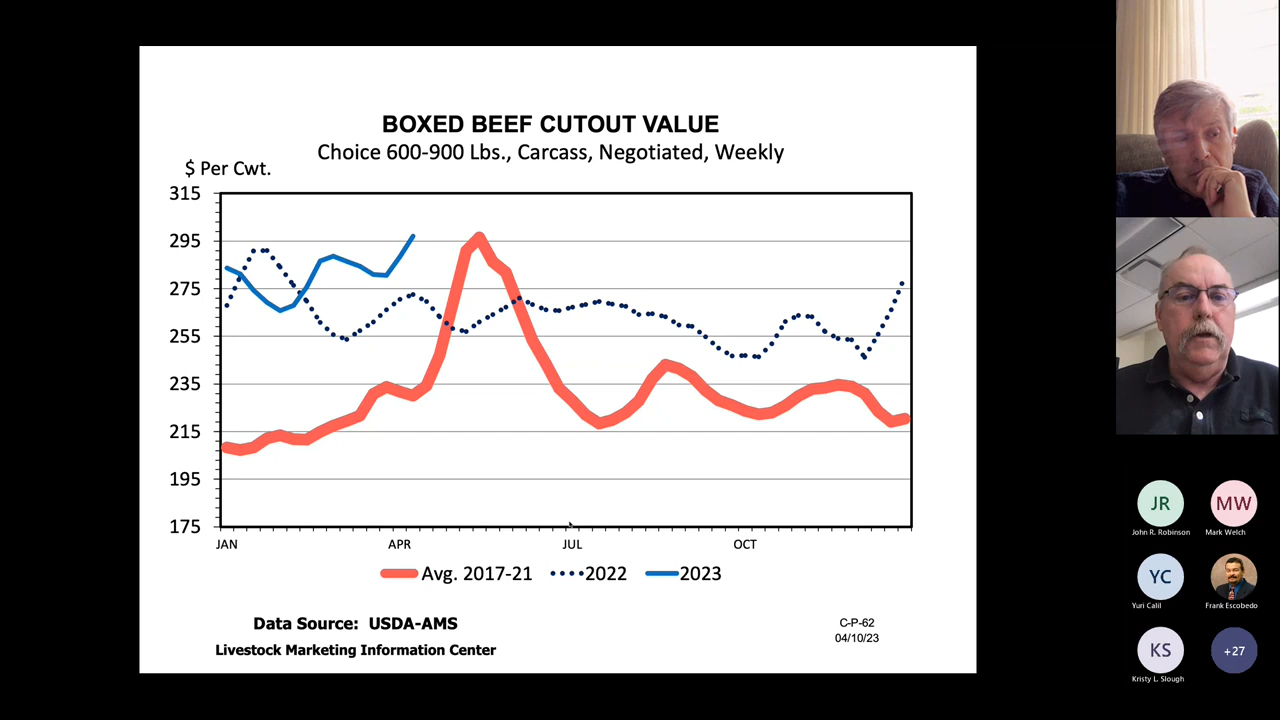 BOXED BEEF CUTOUT VALUE
Choice 600-900 Lbs., Carcass, Negotiated, Weekly
$ Per Cwt.
315
295
275
255
235
215
195
175
JAN APR JUL OCT
Avg. 2017-21 2022 2023
Data Source: USDA-AMS
Livestock Marketing Information Center
C-P-62
04/10/23
JR MW
John R. Robinson Mark Welch
YC
Yuri Calil Frank Escobedo
KS +27
Kristy L. Slough